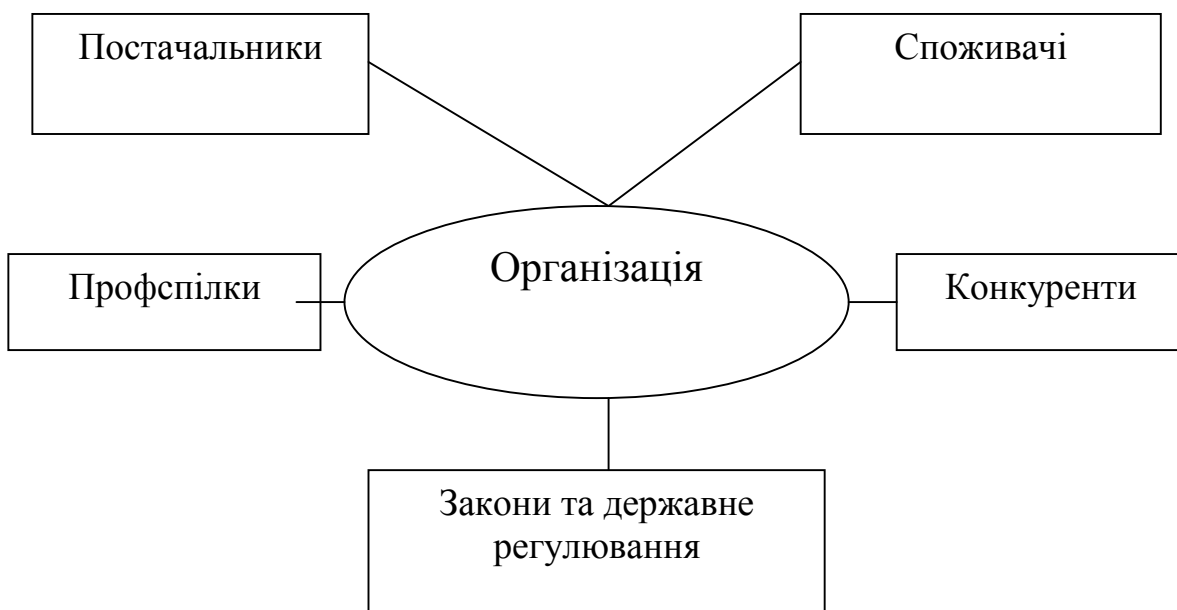 Постачальники
Споживачі
Організація
Профспілки
Конкуренти
Закони та державне
регулювання